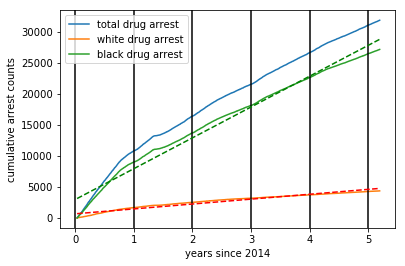 total drug arrest
white drug arrest
black drug arrest
cumulative arrest counts
30000
25000
20000
15000
10000
5000
0
0 1 2 3 4 5
years since 2014